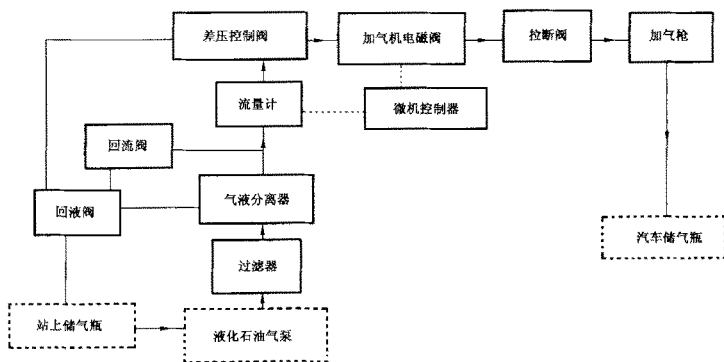 差压控制阀
加气机电磁阀
拉断阀
加气枪
流量计
微机控制器
回流阀
气液分离器
回液阀
汽车储气瓶
过滤器
站上储气瓶
液化石油气泵